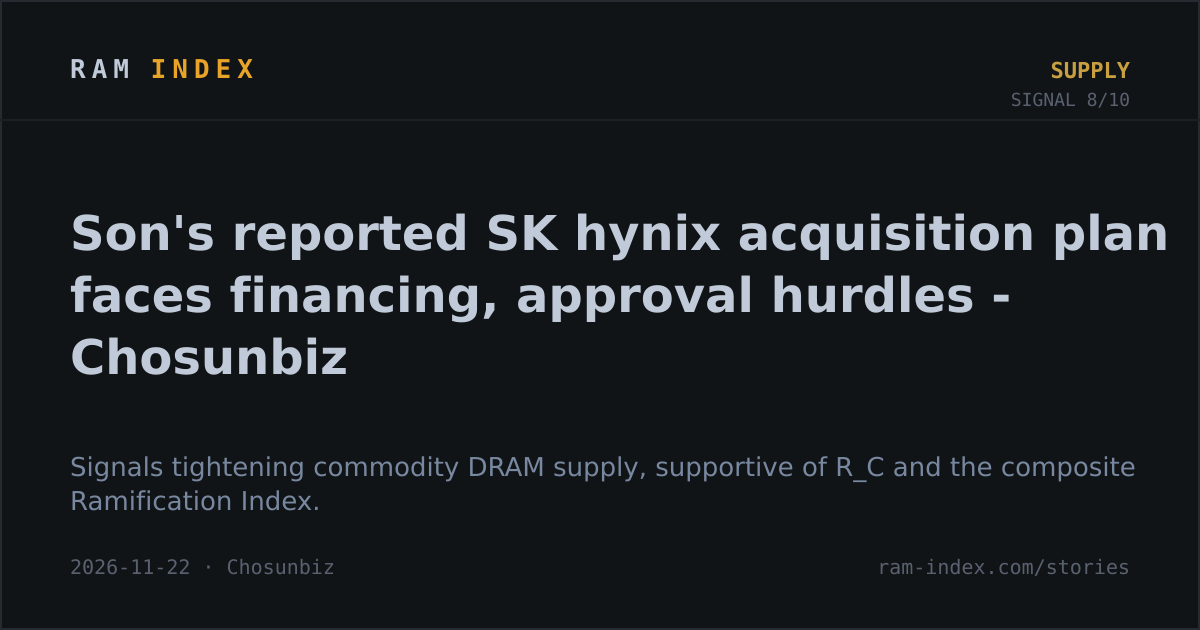 RAM INDEX
SUPPLY
SIGNAL 8/10
Son's reported SK hynix acquisition plan
faces financing, approval hurdles -
Chosunbiz
Signals tightening commodity DRAM supply, supportive of R_C and the composite
Ramification Index.
2026-11-22 · Chosunbiz
ram-index.com/stories